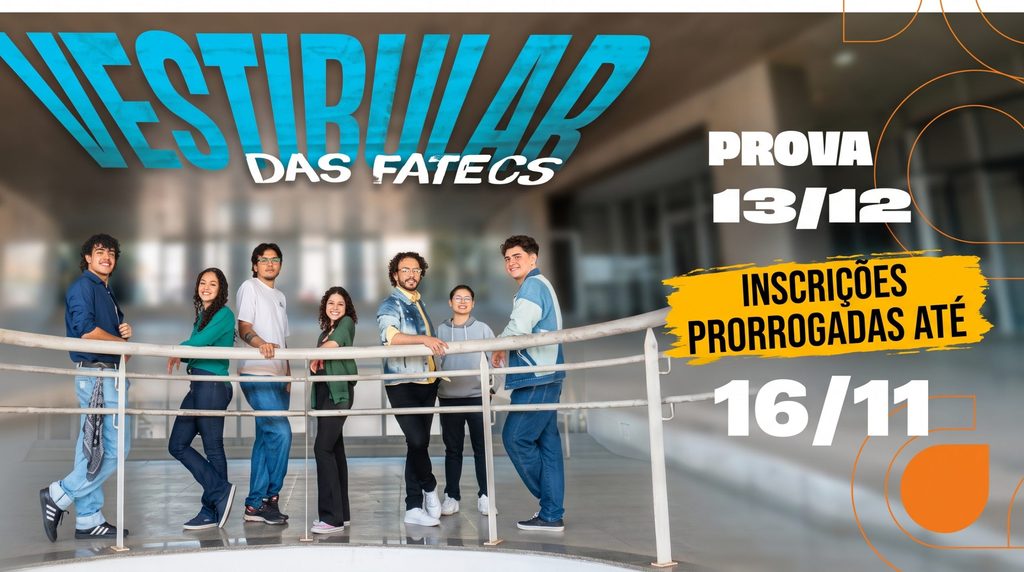 VESTIBULAR
DAS FATECS
PROVA
13/12
INSCRIÇÕES
PRORROGADAS ATÉ
16/11